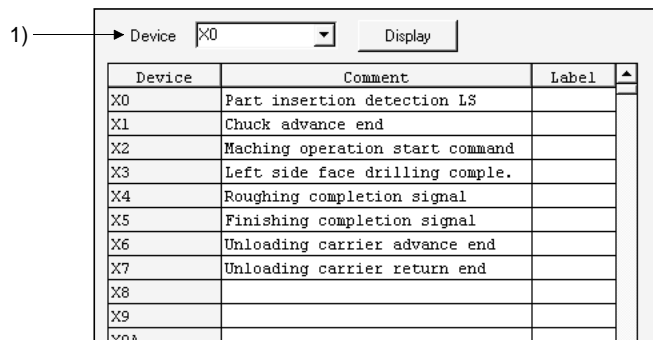 1) Device X0 Display
Device Comment Label
X0 Part insertion detection LS
X1 Chuck advance end
X2 Maching operation start command
X3 Left side face drilling comple.
X4 Roughing completion signal
X5 Finishing completion signal
X6 Unloading carrier advance end
X7 Unloading carrier return end
X8
X9
X0A